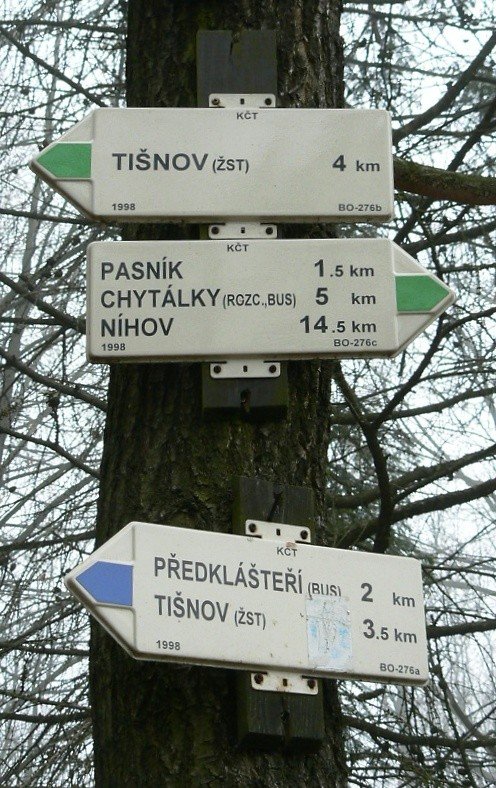 KČT
TIŠNOV (ŽST) 4 KM
1998 BO-276b
KČT
PASNÍK 1.5 KM
CHYTÁLKY (RGZC.,BUS) 5 KM
NÍHOV 14.5 KM
1998 BO-276c
KČT
PŘEDKLÁŠTEŘÍ (BUS) 2 KM
TIŠNOV (ŽST) 3.5 KM
1998 BO-276a